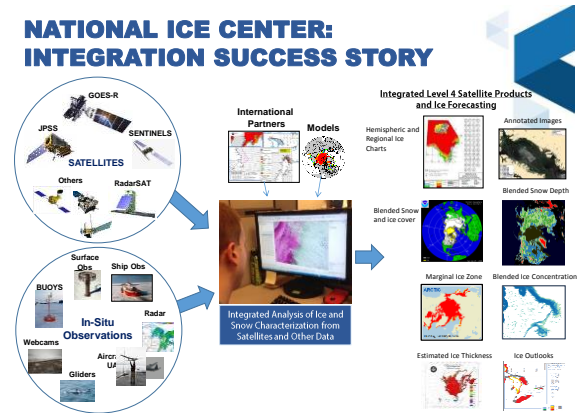 NATIONAL ICE CENTER:
INTEGRATION SUCCESS STORY
GOES-R
JPSS
SENTINELS
SATELLITES
Others
RadarSAT
Surface
Obs
Ship Obs
BUOYS
In-Situ
Observations
Radar
Webcams
Aircra
UA
Gliders
International
Partners
Models
Integrated Analysis of Ice and
Snow Characterization from
Satellites and Other Data
Integrated Level 4 Satellite Products
and Ice Forecasting
Hemispheric and
Regional Ice
Charts
Annotated Images
Blended Snow
and ice cover
Blended Snow Depth
Marginal Ice Zone
ARCTIC
Blended Ice Concentration
Estimated Ice Thickness
Ice Outlooks